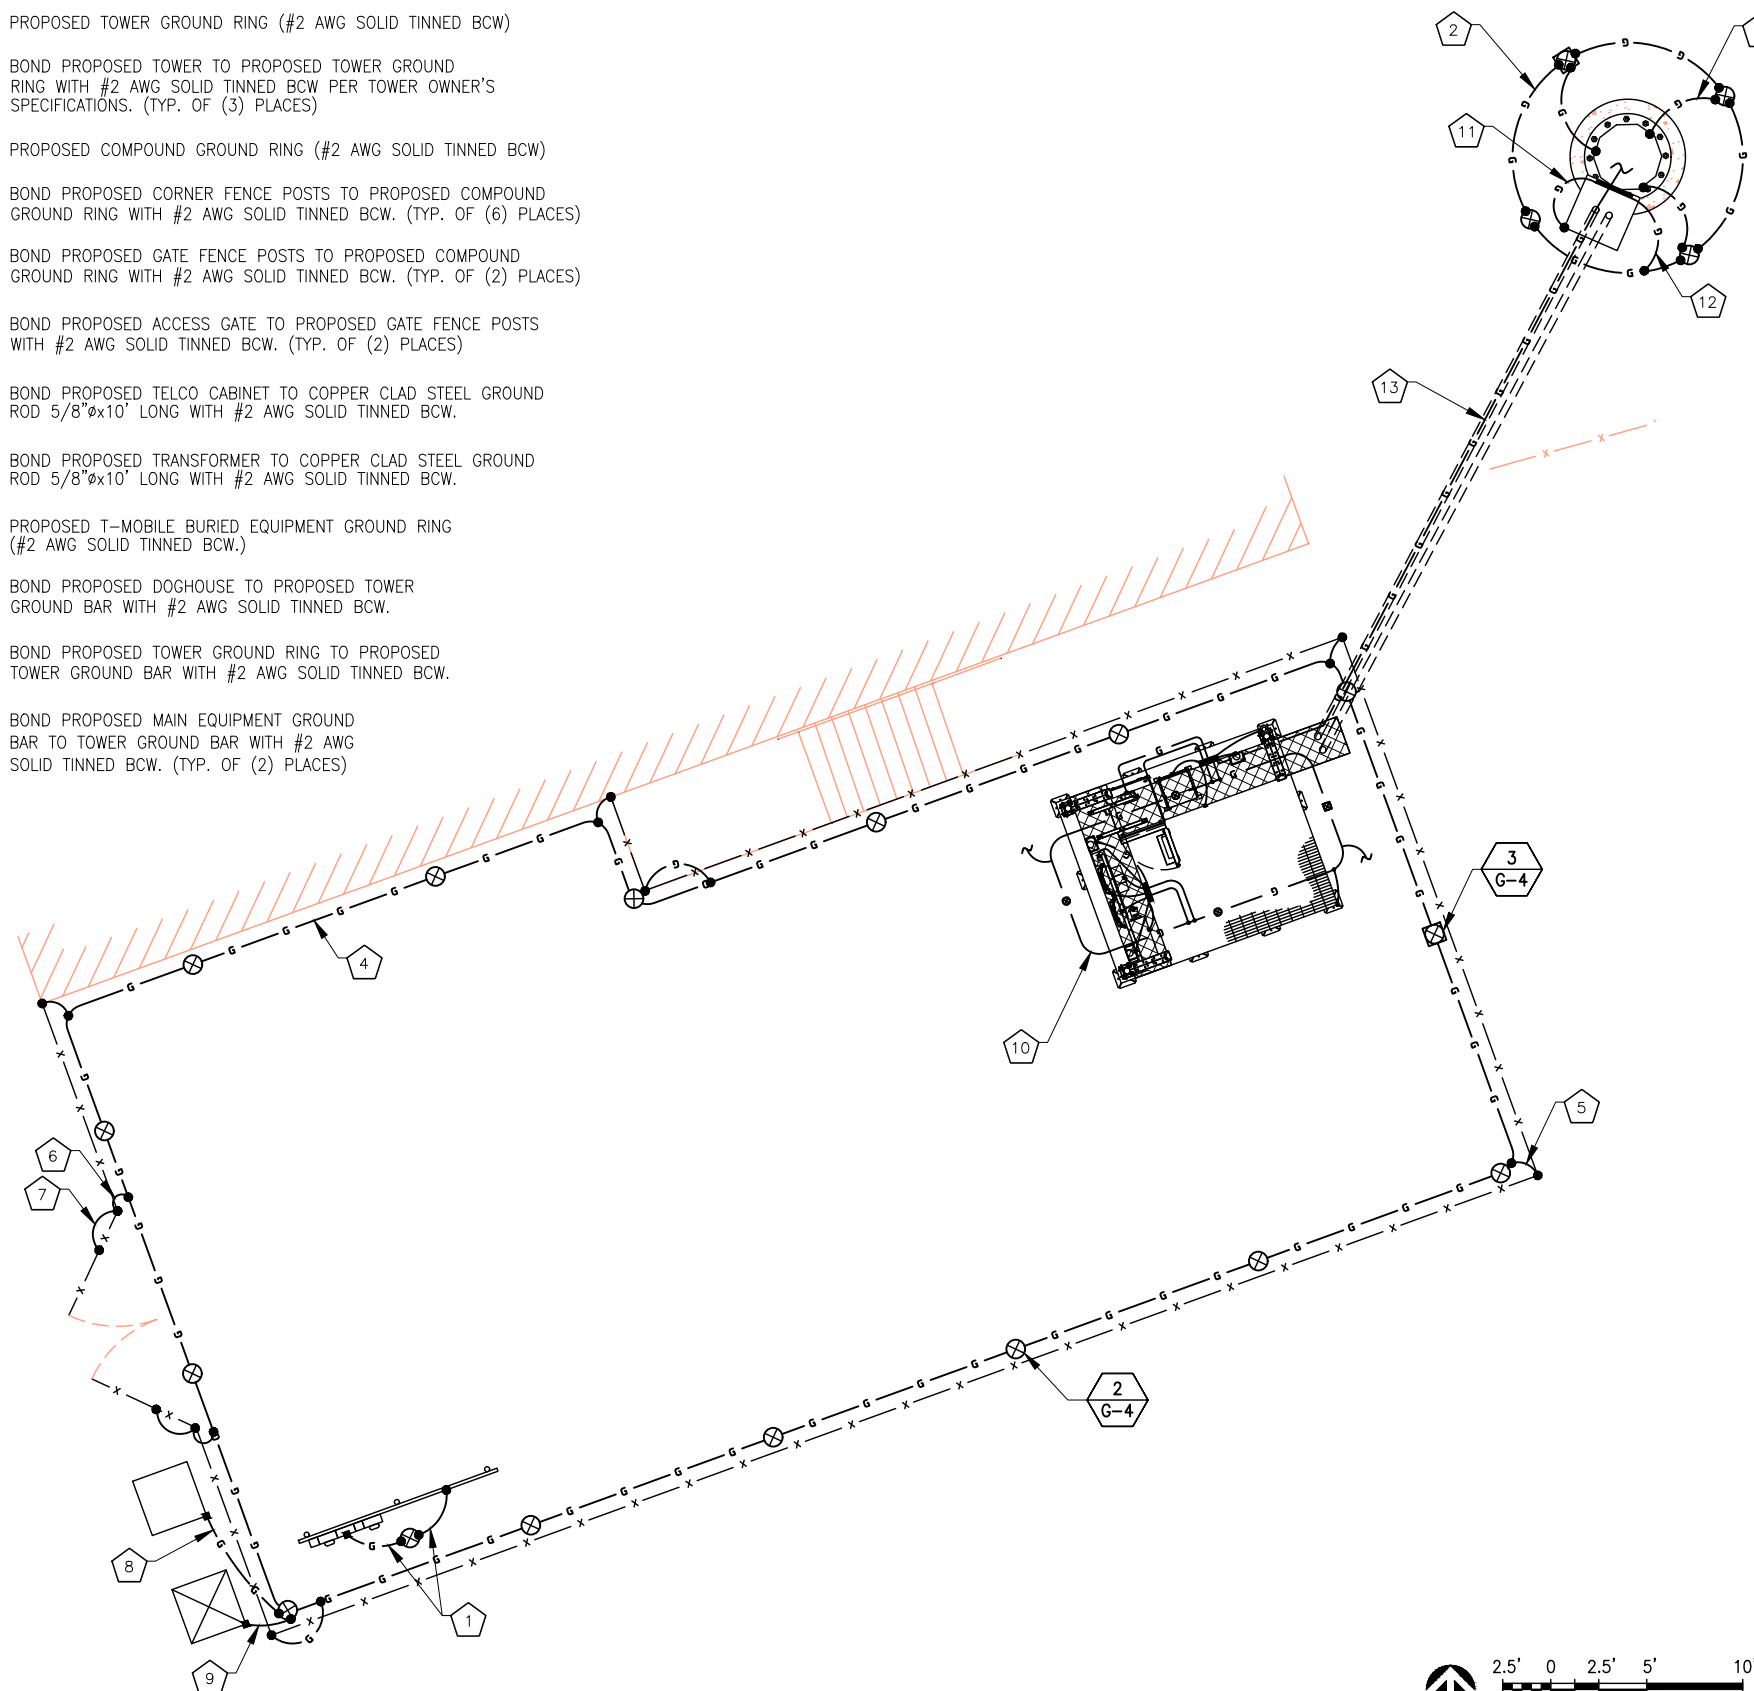 PROPOSED TOWER GROUND RING (#2 AWG SOLID TINNED BCW)
BOND PROPOSED TOWER TO PROPOSED TOWER GROUND
RING WITH #2 AWG SOLID TINNED BCW PER TOWER OWNER'S
SPECIFICATIONS. (TYP. OF (3) PLACES)
PROPOSED COMPOUND GROUND RING (#2 AWG SOLID TINNED BCW)
BOND PROPOSED CORNER FENCE POSTS TO PROPOSED COMPOUND
GROUND RING WITH #2 AWG SOLID TINNED BCW. (TYP. OF (6) PLACES)
BOND PROPOSED GATE FENCE POSTS TO PROPOSED COMPOUND
GROUND RING WITH #2 AWG SOLID TINNED BCW. (TYP. OF (2) PLACES)
BOND PROPOSED ACCESS GATE TO PROPOSED GATE FENCE POSTS
WITH #2 AWG SOLID TINNED BCW. (TYP. OF (2) PLACES)
BOND PROPOSED TELCO CABINET TO COPPER CLAD STEEL GROUND
ROD 5/8"øx10' LONG WITH #2 AWG SOLID TINNED BCW.
BOND PROPOSED TRANSFORMER TO COPPER CLAD STEEL GROUND
ROD 5/8"øx10' LONG WITH #2 AWG SOLID TINNED BCW.
PROPOSED T-MOBILE BURIED EQUIPMENT GROUND RING
(#2 AWG SOLID TINNED BCW.)
BOND PROPOSED DOGHOUSE TO PROPOSED TOWER
GROUND BAR WITH #2 AWG SOLID TINNED BCW.
BOND PROPOSED TOWER GROUND RING TO PROPOSED
TOWER GROUND BAR WITH #2 AWG SOLID TINNED BCW.
BOND PROPOSED MAIN EQUIPMENT GROUND
BAR TO TOWER GROUND BAR WITH #2 AWG
SOLID TINNED BCW. (TYP. OF (2) PLACES)
2
11
12
13
3
G-4
4
10
5
6
7
2
G-4
8
1
9
2.5' 0 2.5' 5' 10'